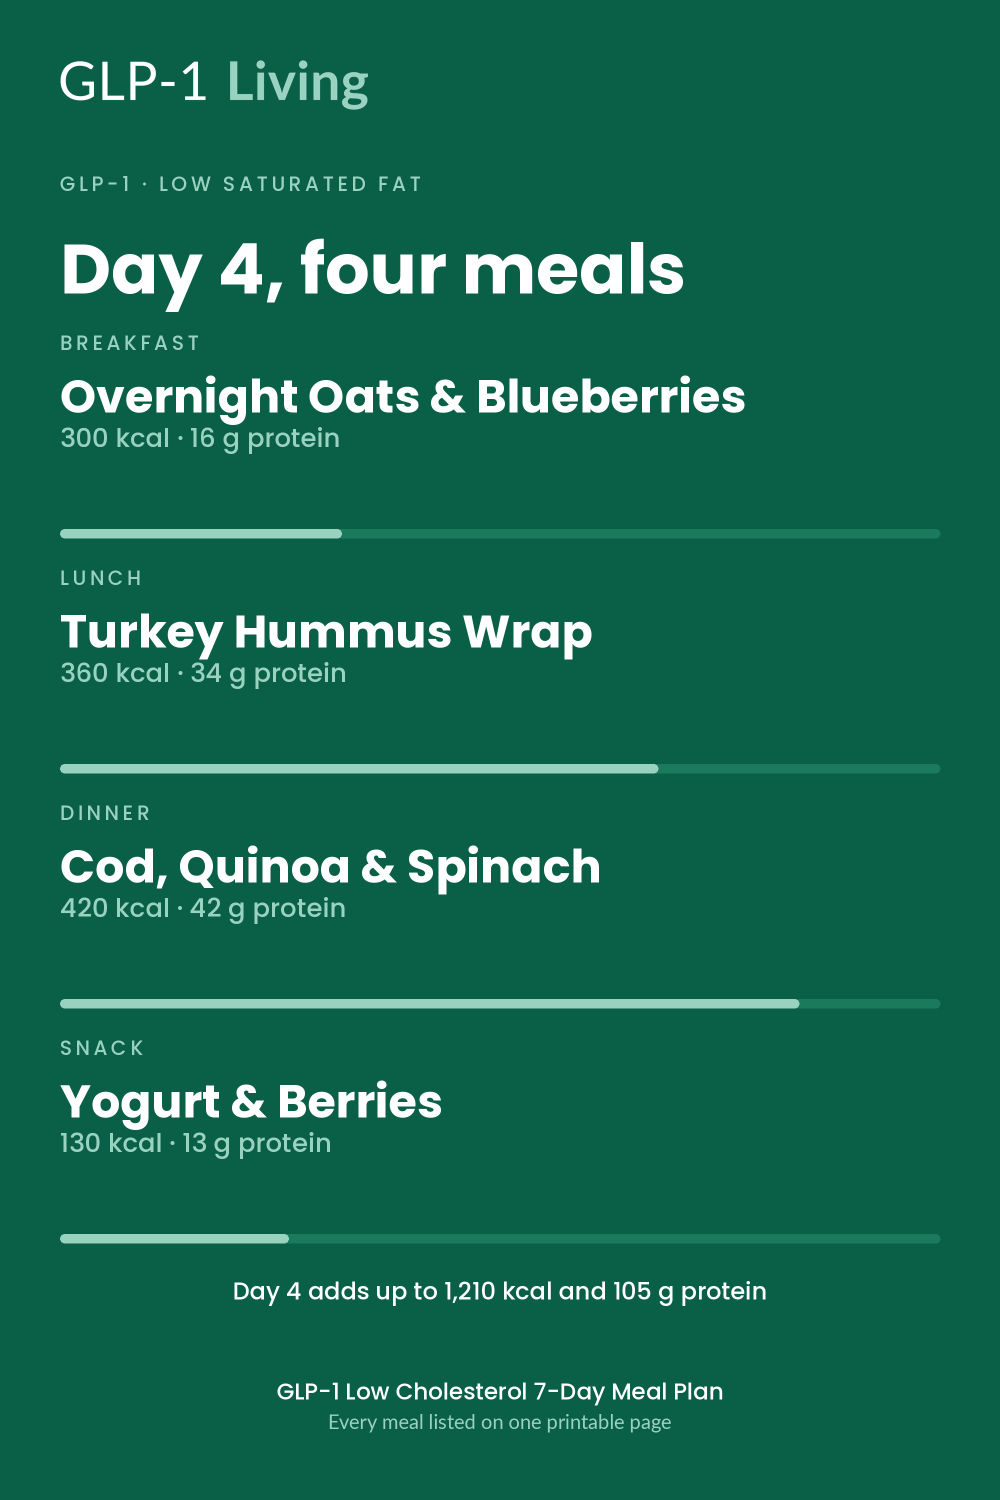 GLP-1 Living
GLP-1 · LOW SATURATED FAT
Day 4, four meals
BREAKFAST
Overnight Oats & Blueberries
300 kcal · 16 g protein
LUNCH
Turkey Hummus Wrap
360 kcal · 34 g protein
DINNER
Cod, Quinoa & Spinach
420 kcal · 42 g protein
SNACK
Yogurt & Berries
130 kcal · 13 g protein
Day 4 adds up to 1,210 kcal and 105 g protein
GLP-1 Low Cholesterol 7-Day Meal Plan
Every meal listed on one printable page